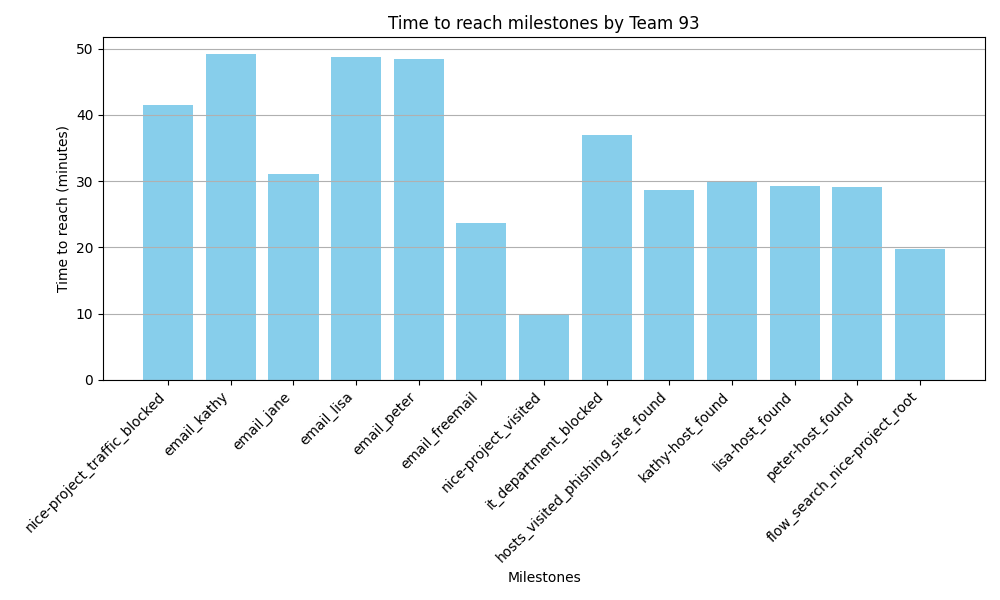 Time to reach milestones by Team 93
Time to reach (minutes)
50
40
30
20
10
0
nice-project_traffic_blocked
email_kathy
email_jane
email_lisa
email_peter
email_freemail
nice-project_visited
it_department_blocked
hosts_visited_phishing_site_found
kathy-host_found
lisa-host_found
peter-host_found
flow_search_nice-project_root
Milestones